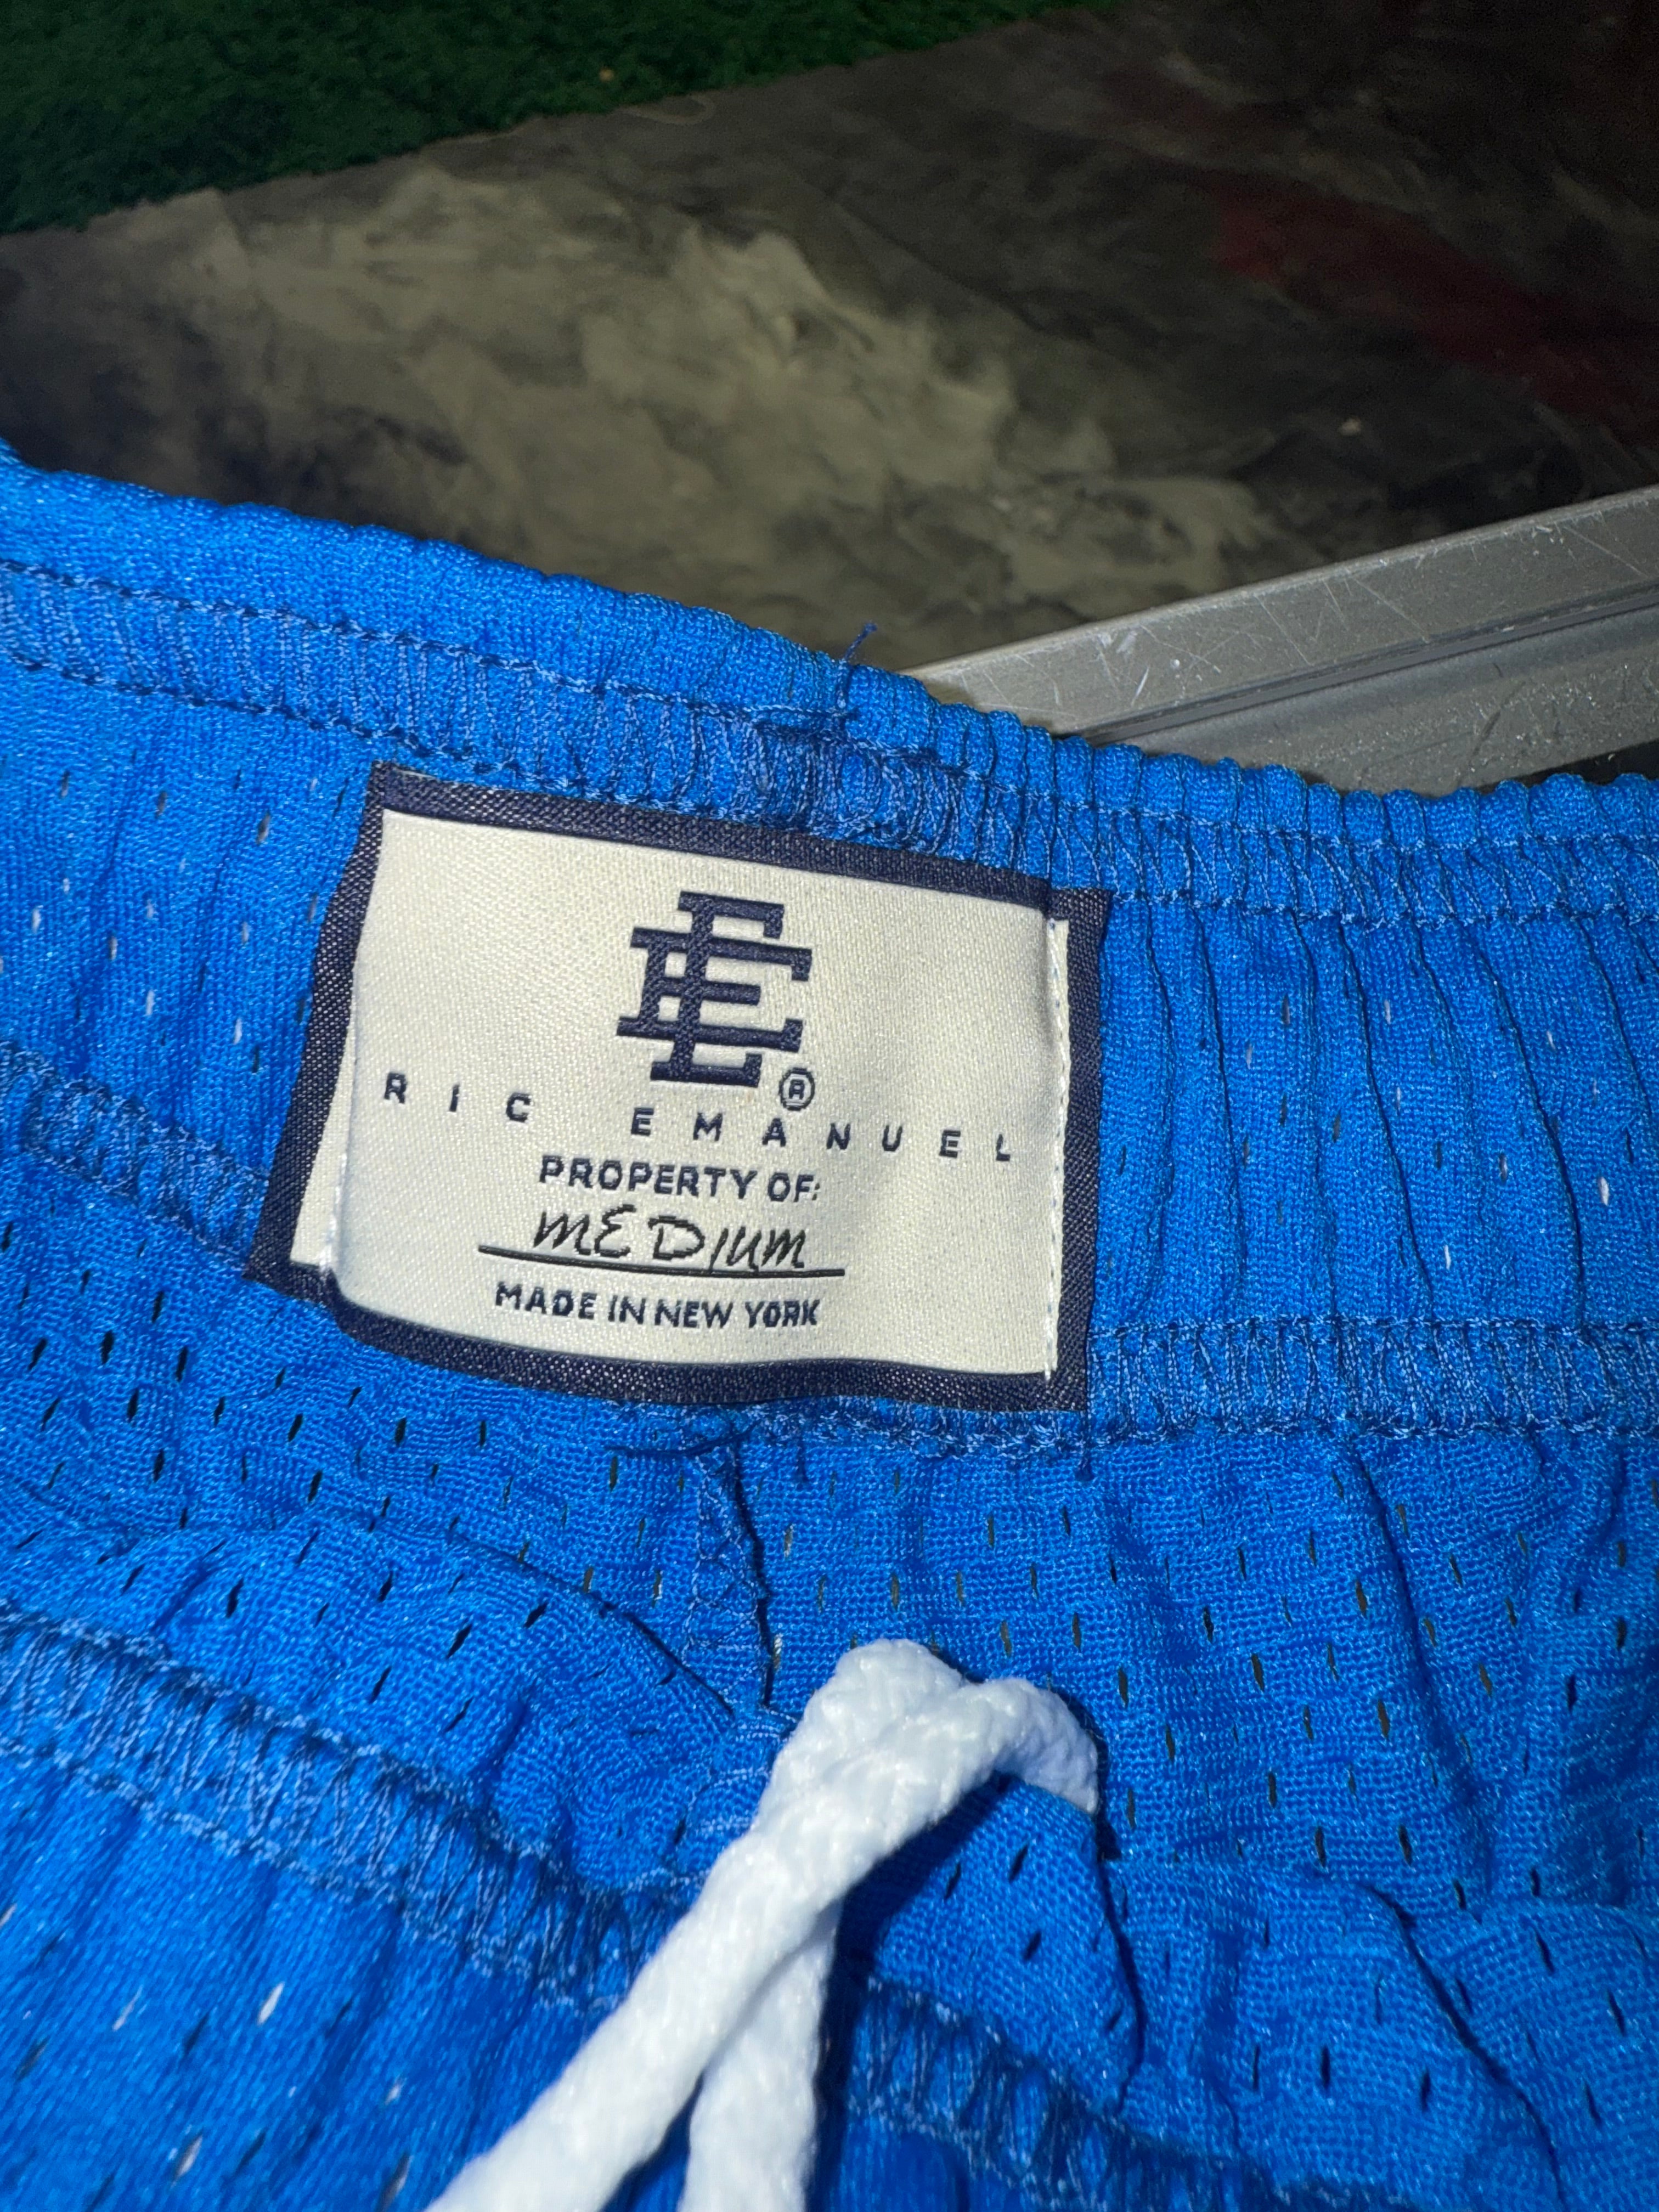 EE®
RIC EMANUEL
PROPERTY OF:
MEDIUM
MADE IN NEW YORK